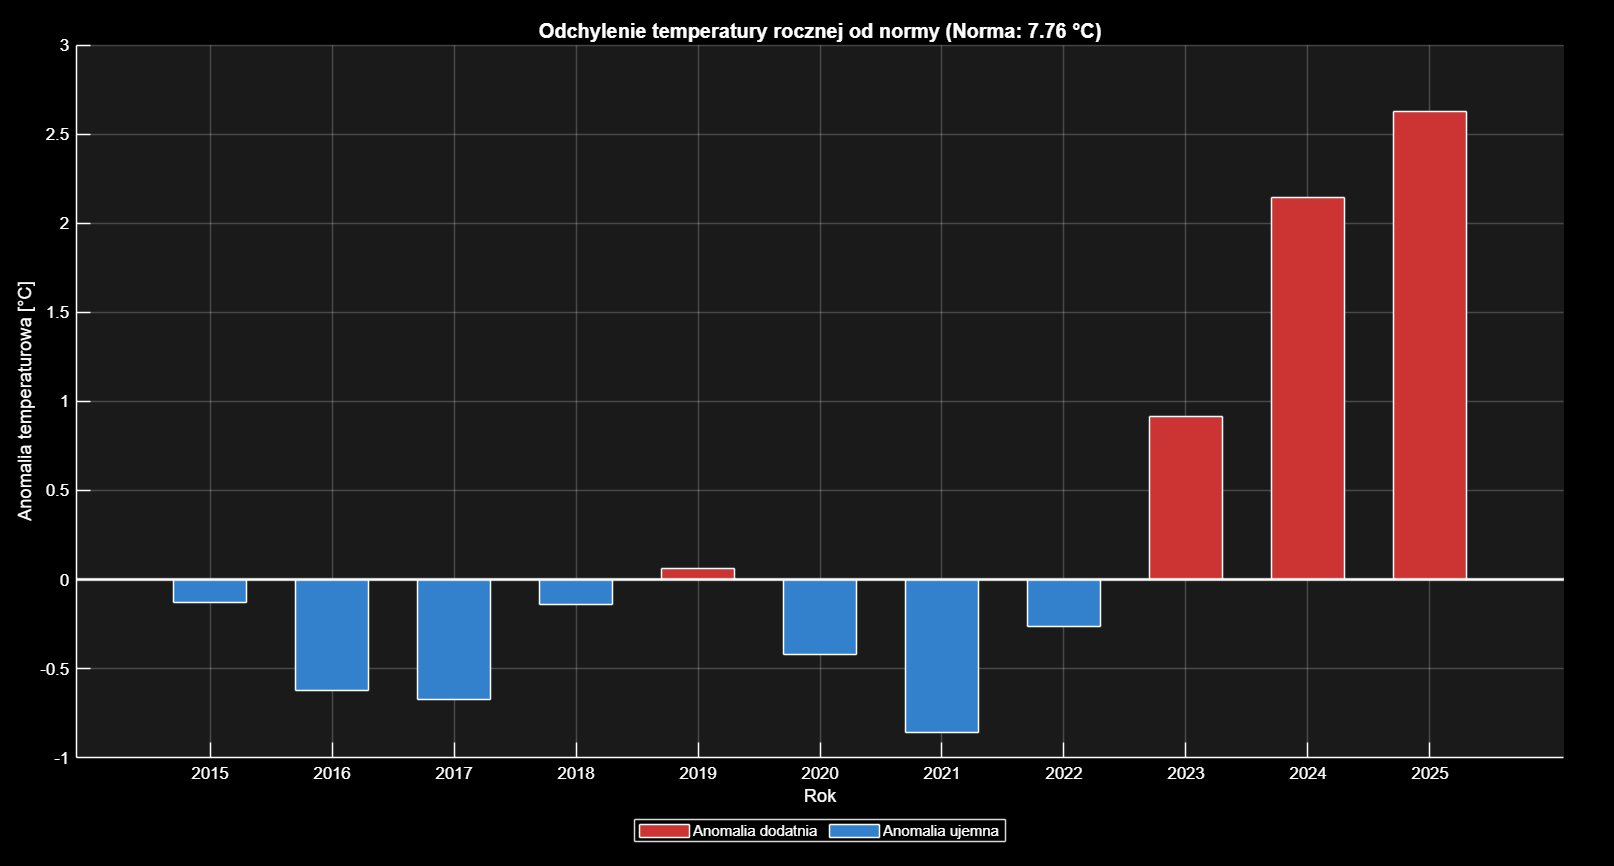 Odchylenie temperatury rocznej od normy (Norma: 7.76 °C)
Anomalia temperaturowa [°C]
3
2.5
2
1.5
1
0.5
0
-0.5
-1
2015 2016 2017 2018 2019 2020 2021 2022 2023 2024 2025
Rok
Anomalia dodatnia Anomalia ujemna